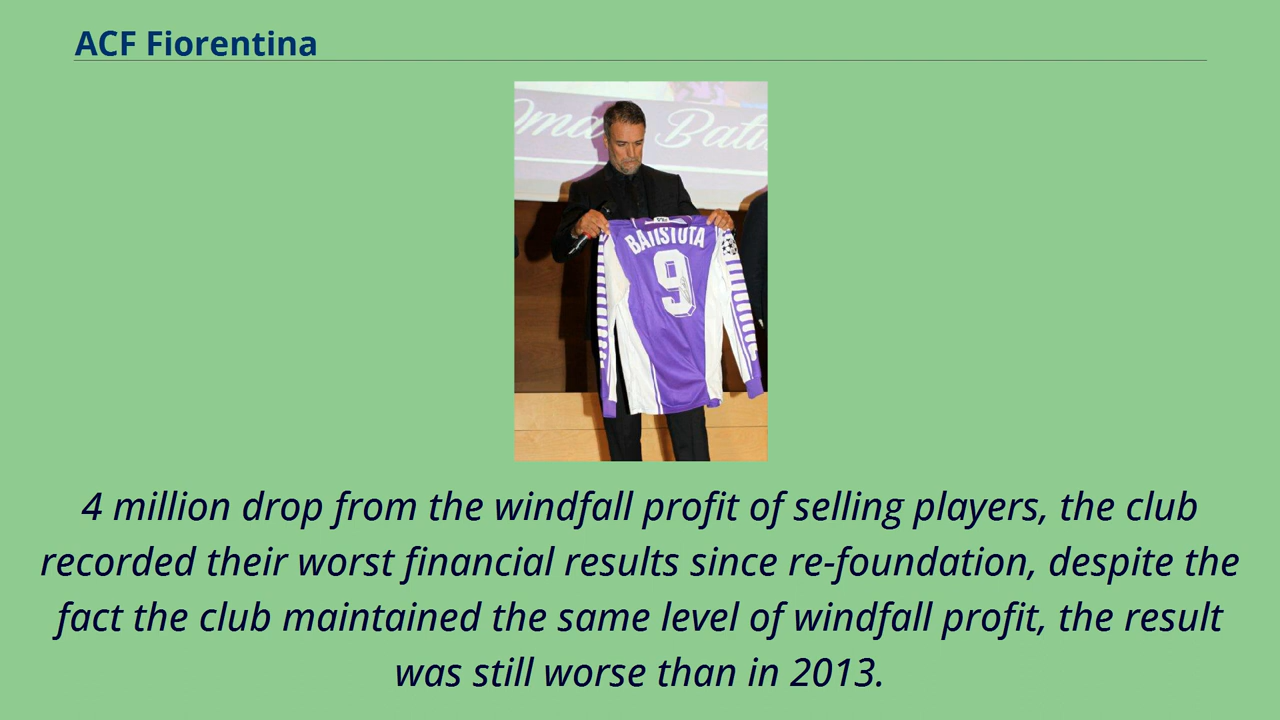 ACF Fiorentina
Omar Bati
BATISTUTA
9
4 million drop from the windfall profit of selling players, the club
recorded their worst financial results since re-foundation, despite the
fact the club maintained the same level of windfall profit, the result
was still worse than in 2013.